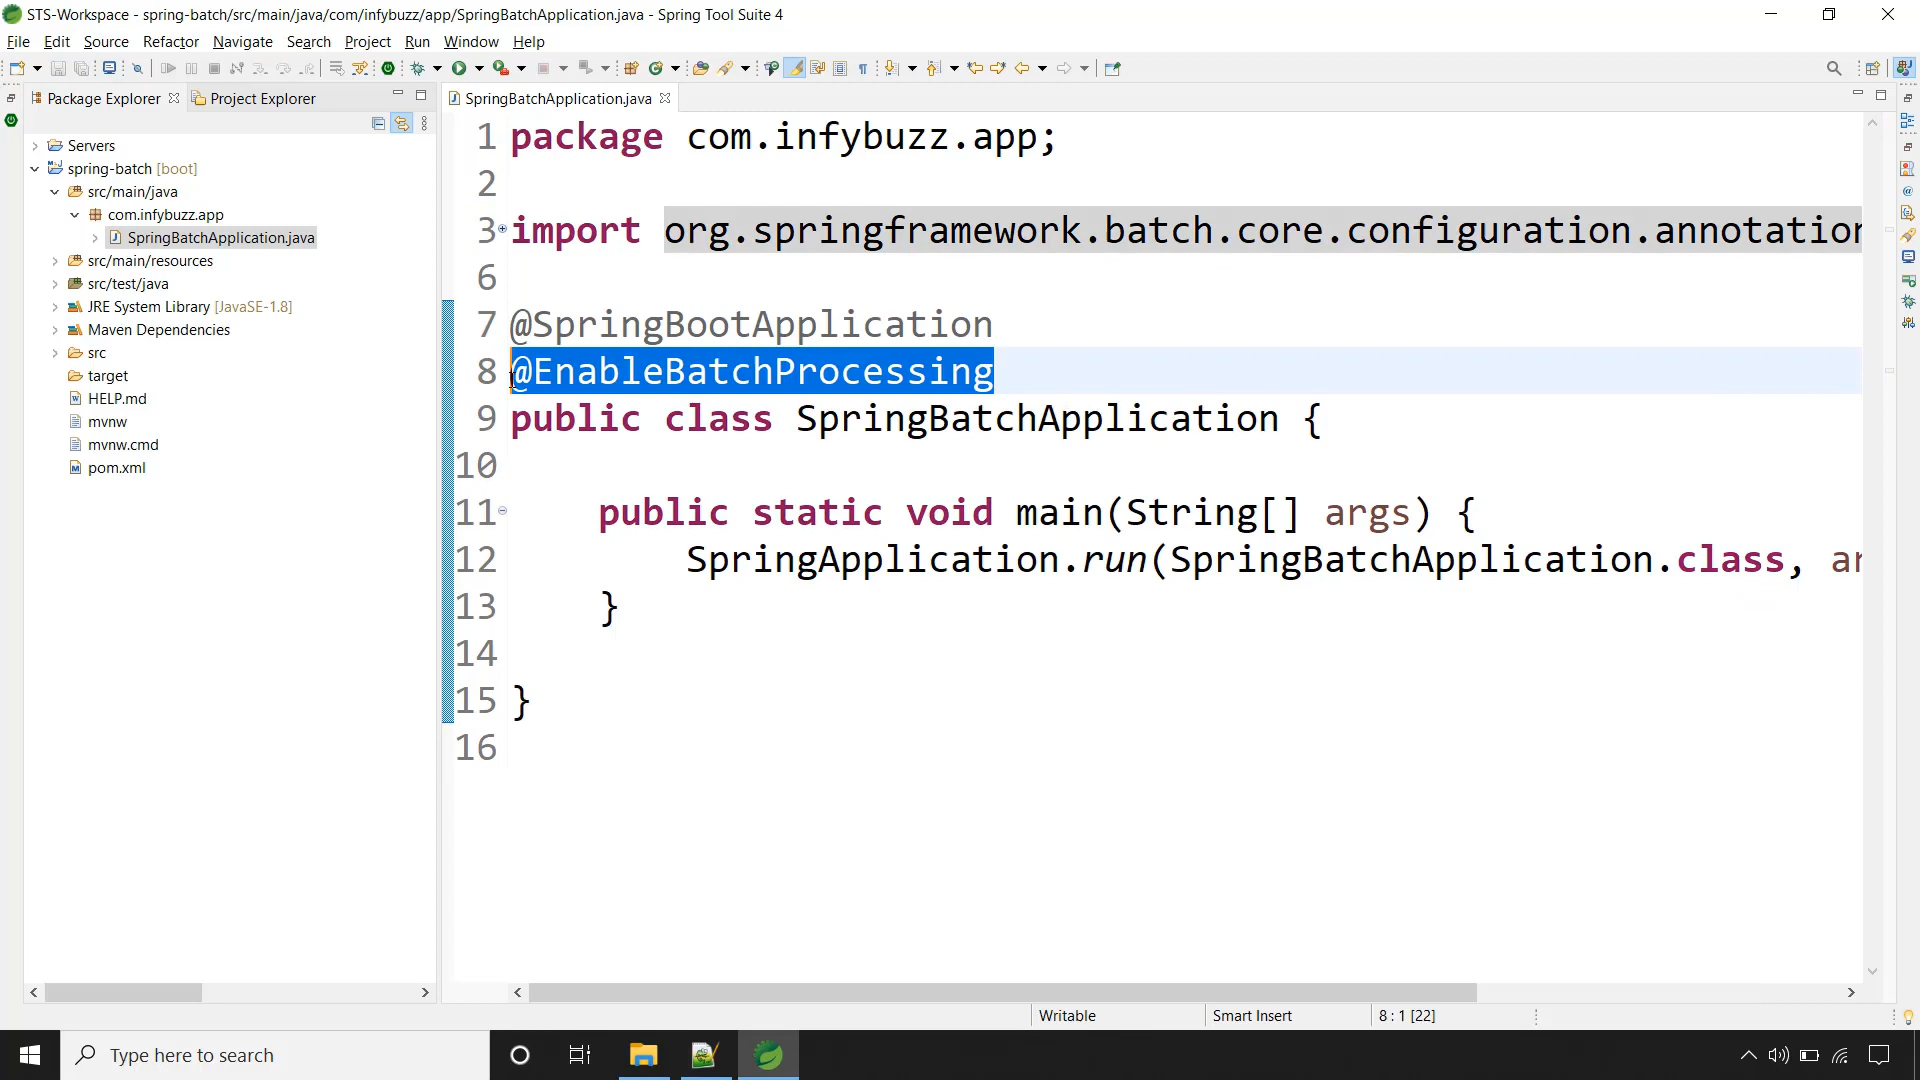 STS-Workspace - spring-batch/src/main/java/com/infybuzz/app/SpringBatchApplication.java - Spring Tool Suite 4
File Edit Source Refactor Navigate Search Project Run Window Help
Package Explorer Project Explorer
SpringBatchApplication.java
Servers
spring-batch [boot]
src/main/java
com.infybuzz.app
SpringBatchApplication.java
src/main/resources
src/test/java
JRE System Library [JavaSE-1.8]
Maven Dependencies
src
target
HELP.md
mvnw
mvnw.cmd
pom.xml
1 package com.infybuzz.app;
2
3 import org.springframework.batch.core.configuration.annotation
6
7 @SpringBootApplication
8 @EnableBatchProcessing
9 public class SpringBatchApplication {
10
11 public static void main(String[] args) {
12 SpringApplication.run(SpringBatchApplication.class, ar
13 }
14
15 }
16
Writable Smart Insert 8 : 1 [22]
Type here to search